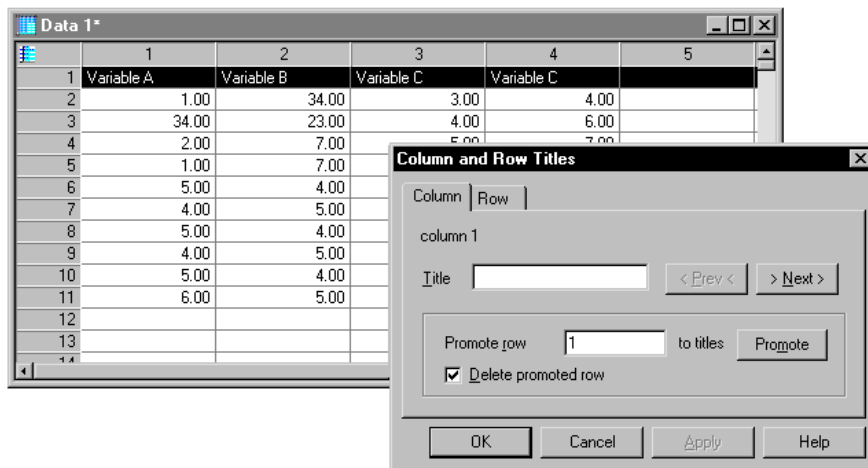 Data 1*
1 2 3 4 5
1 Variable A Variable B Variable C Variable C
2 1.00 34.00 3.00 4.00
3 34.00 23.00 4.00 6.00
4 2.00 7.00 5.00 7.00
5 1.00 7.00
6 5.00 4.00
7 4.00 5.00
8 5.00 4.00
9 4.00 5.00
10 5.00 4.00
11 6.00 5.00
12
13
14
Column and Row Titles
Column Row
column 1
Title < Prev < > Next >
Promote row 1 to titles Promote
Delete promoted row
OK Cancel Apply Help